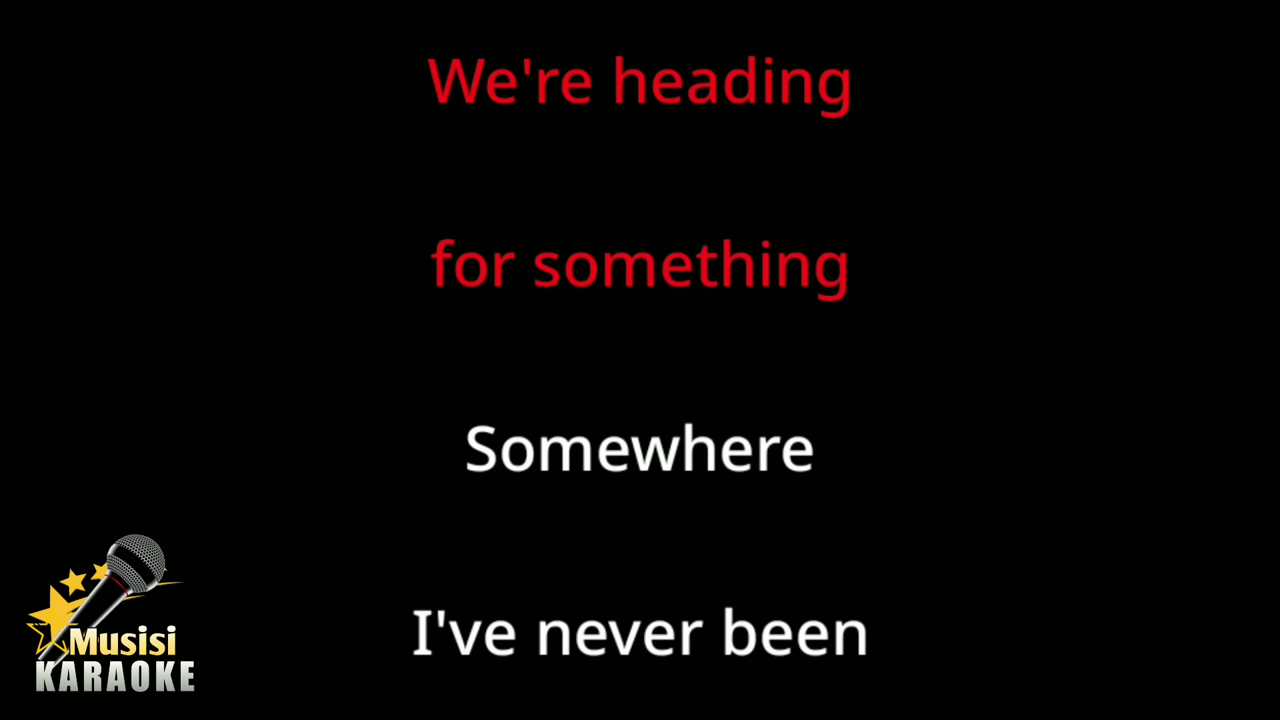 We're heading
for something
Somewhere
I've never been
Musisi
KARAOKE